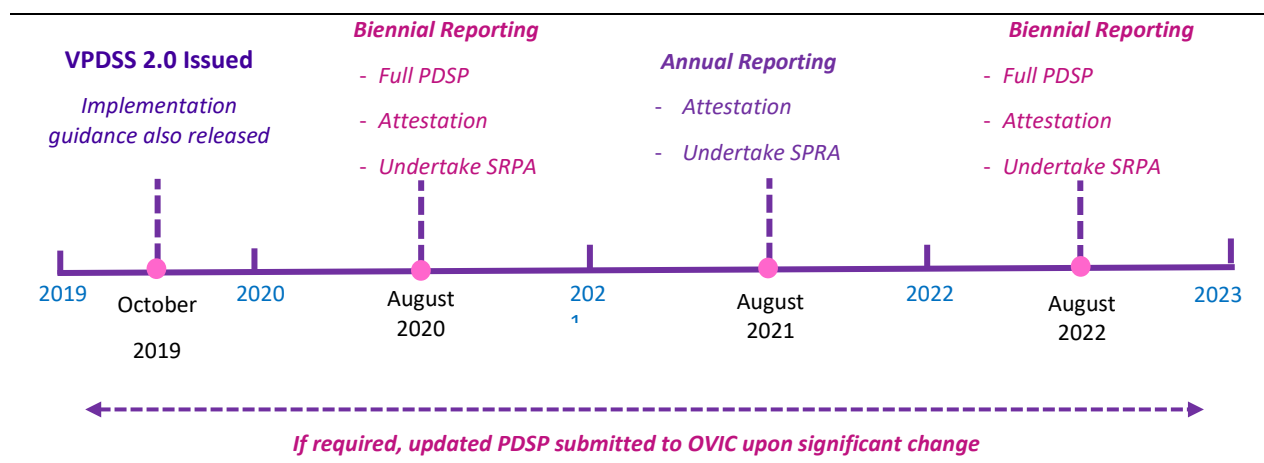 VPDSS 2.0 Issued
Implementation
guidance also released
Biennial Reporting
- Full PDSP
- Attestation
- Undertake SRPA
Annual Reporting
- Attestation
- Undertake SPRA
Biennial Reporting
- Full PDSP
- Attestation
- Undertake SRPA
2019
October
2019
2020
August
2020
202
1
August
2021
2022
August
2022
2023
If required, updated PDSP submitted to OVIC upon significant change